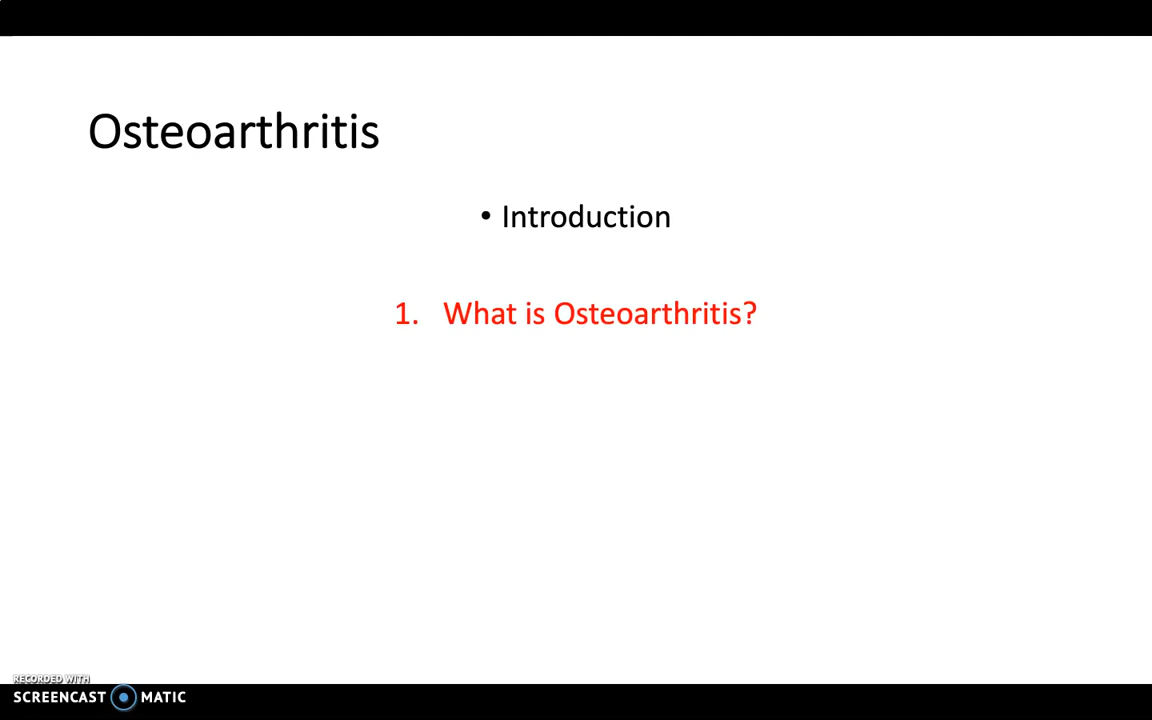 Osteoarthritis
• Introduction
1. What is Osteoarthritis?
RECORDED WITH
SCREENCAST MATIC